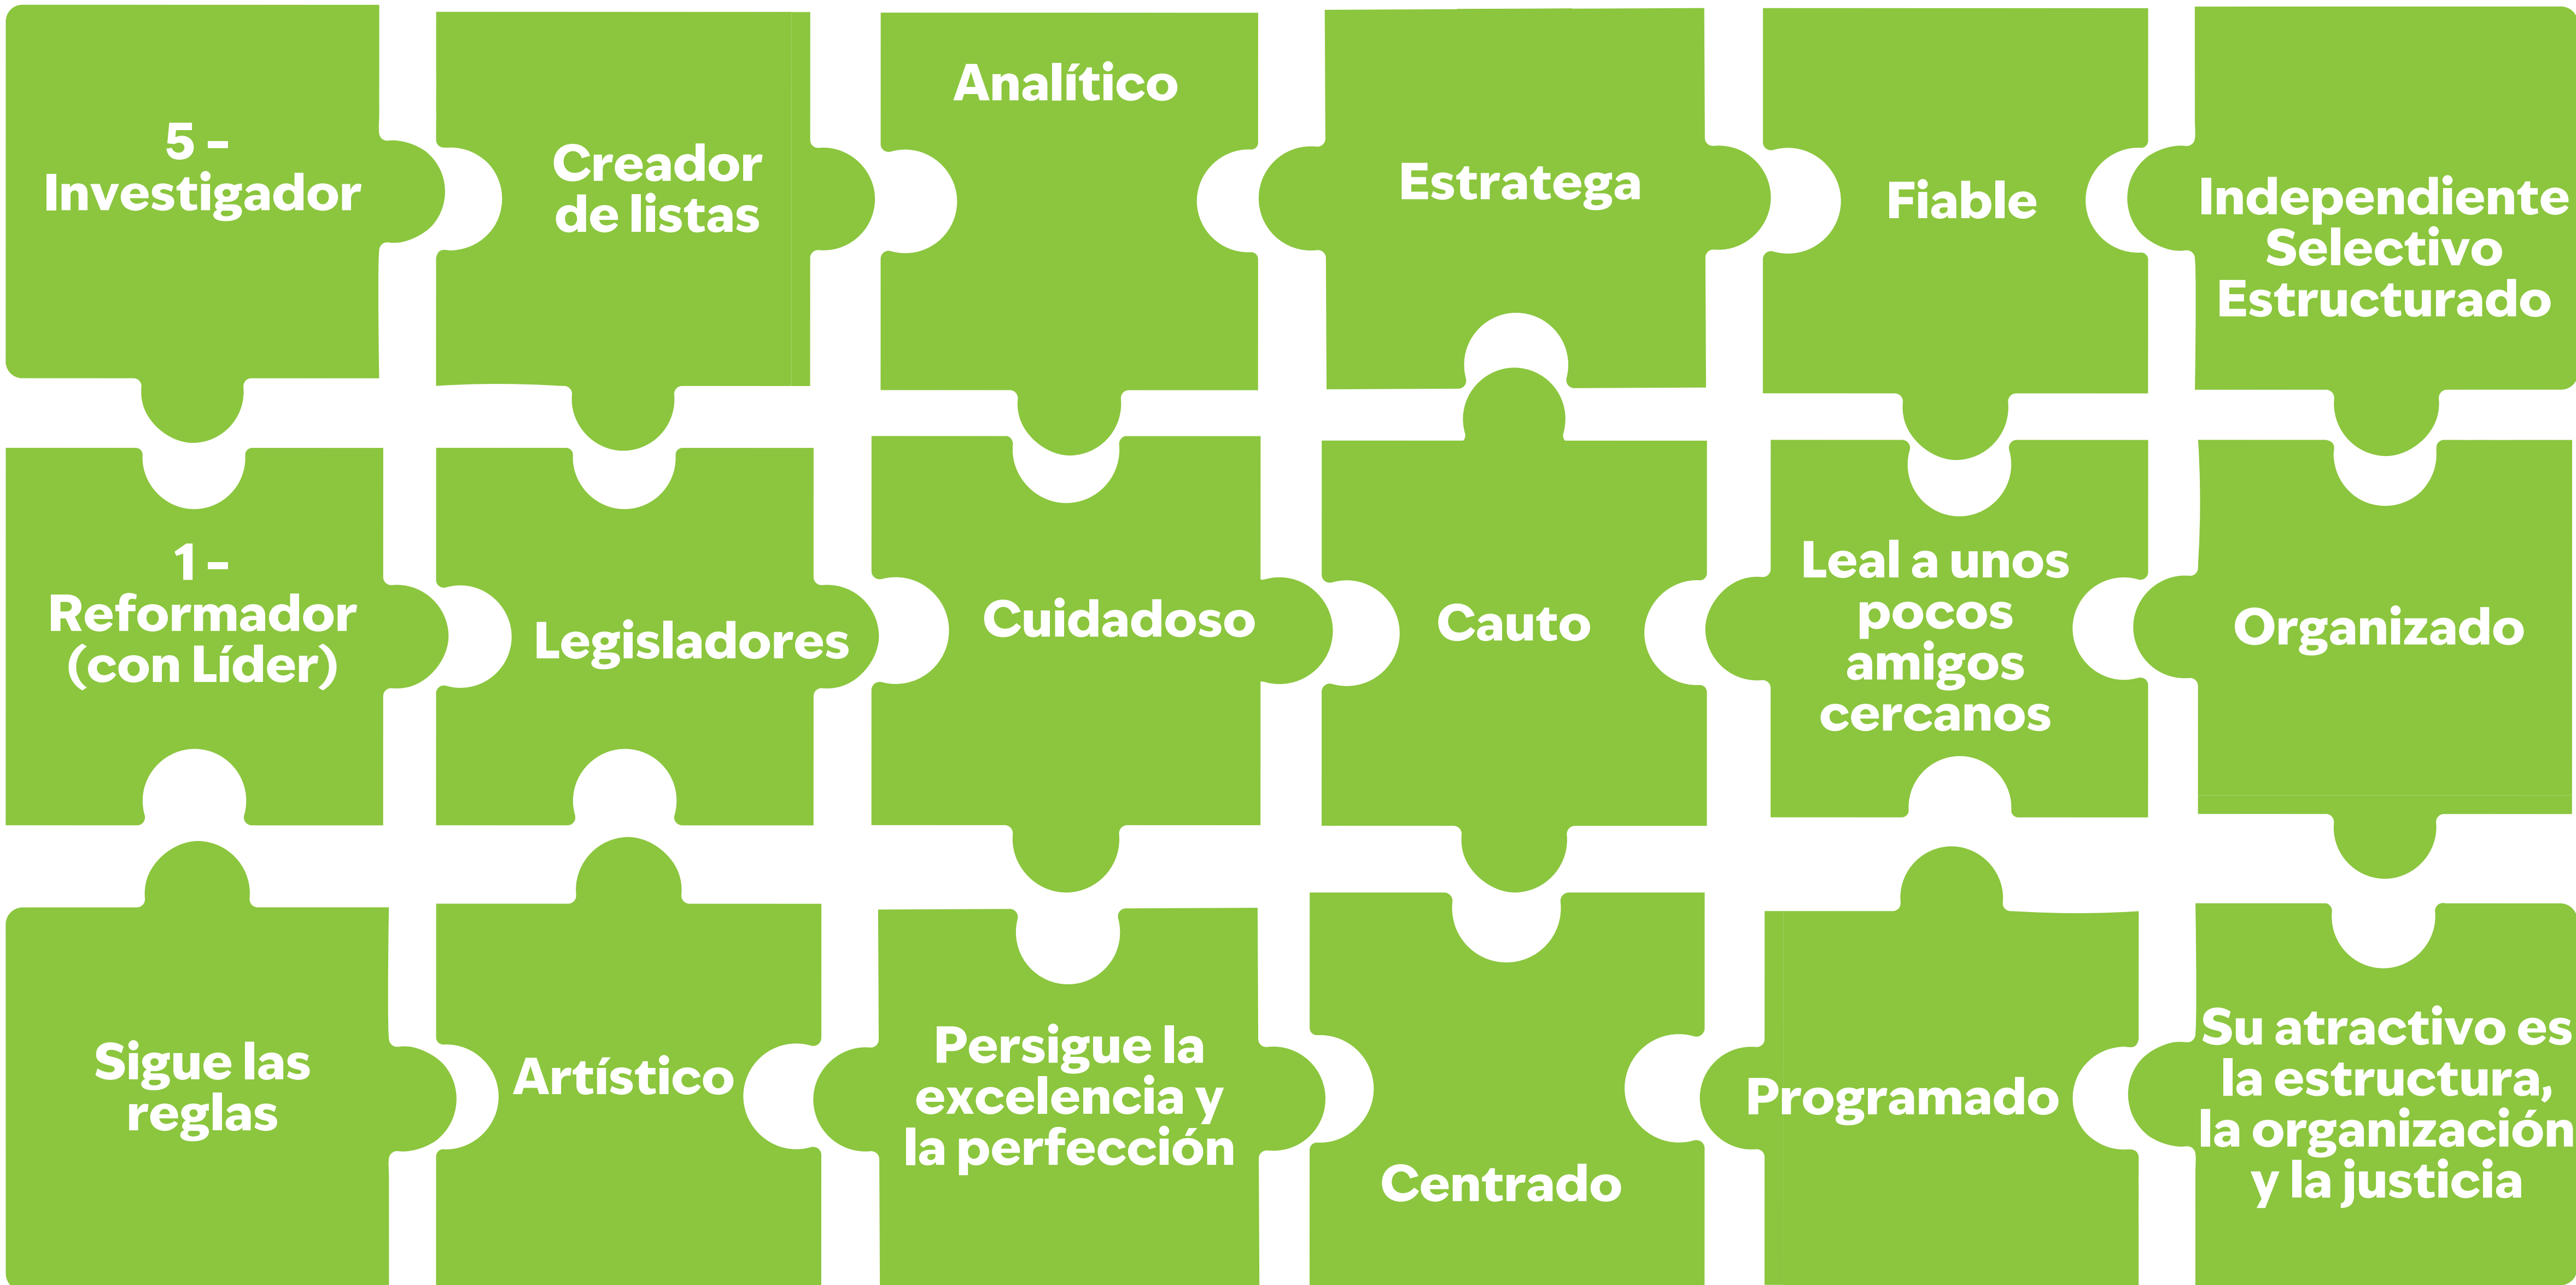 5 –
Investigador
Creador
de listas
Analítico
Estratega
Fiable
Independiente
Selectivo
Estructurado
1 –
Reformador
(con Líder)
Legisladores
Cuidadoso
Cauto
Leal a unos
pocos
amigos
cercanos
Organizado
Sigue las
reglas
Artístico
Persigue la
excelencia y
la perfección
Centrado
Programado
Su atractivo es
la estructura,
la organización
y la justicia